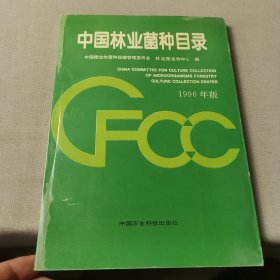 中国林业菌种目录
中国微生物菌种保藏管理委员会 林业微生物中心 编
CHINA COMMITTEE FOR CULTURE COLLECTION
OF MICROORGANISMS FORESTRY
CULTURE COLLECTION CENTER
CFCC
1996年版
中国农业科技出版社